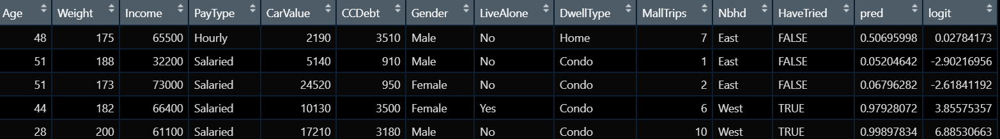 Age Weight Income PayType CarValue CCDebt Gender LiveAlone DwellType MallTrips Nbhd HaveTried pred logit
48 175 65500 Hourly 2190 3510 Male No Home 7 East FALSE 0.50695998 0.02784173
51 188 32200 Salaried 5140 910 Male No Condo 1 East FALSE 0.05204642 -2.90216956
51 173 73000 Salaried 24520 950 Female No Condo 2 East FALSE 0.06796282 -2.61841192
44 182 66400 Salaried 10130 3500 Female Yes Condo 6 West TRUE 0.97928072 3.85575357
28 200 61100 Salaried 17210 3180 Male No Condo 10 West TRUE 0.99897834 6.88530663